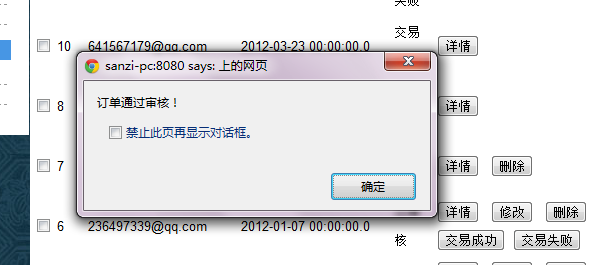 失败
交易
10 641567179@qq.com 2012-03-23 00:00:00.0 详情
sanzi-pc:8080 says: 上的网页
订单通过审核！
禁止此页再显示对话框。
确定
8 详情
7 详情 删除
详情 修改 删除
6 236497339@qq.com 2012-01-07 00:00:00.0
核 交易成功 交易失败